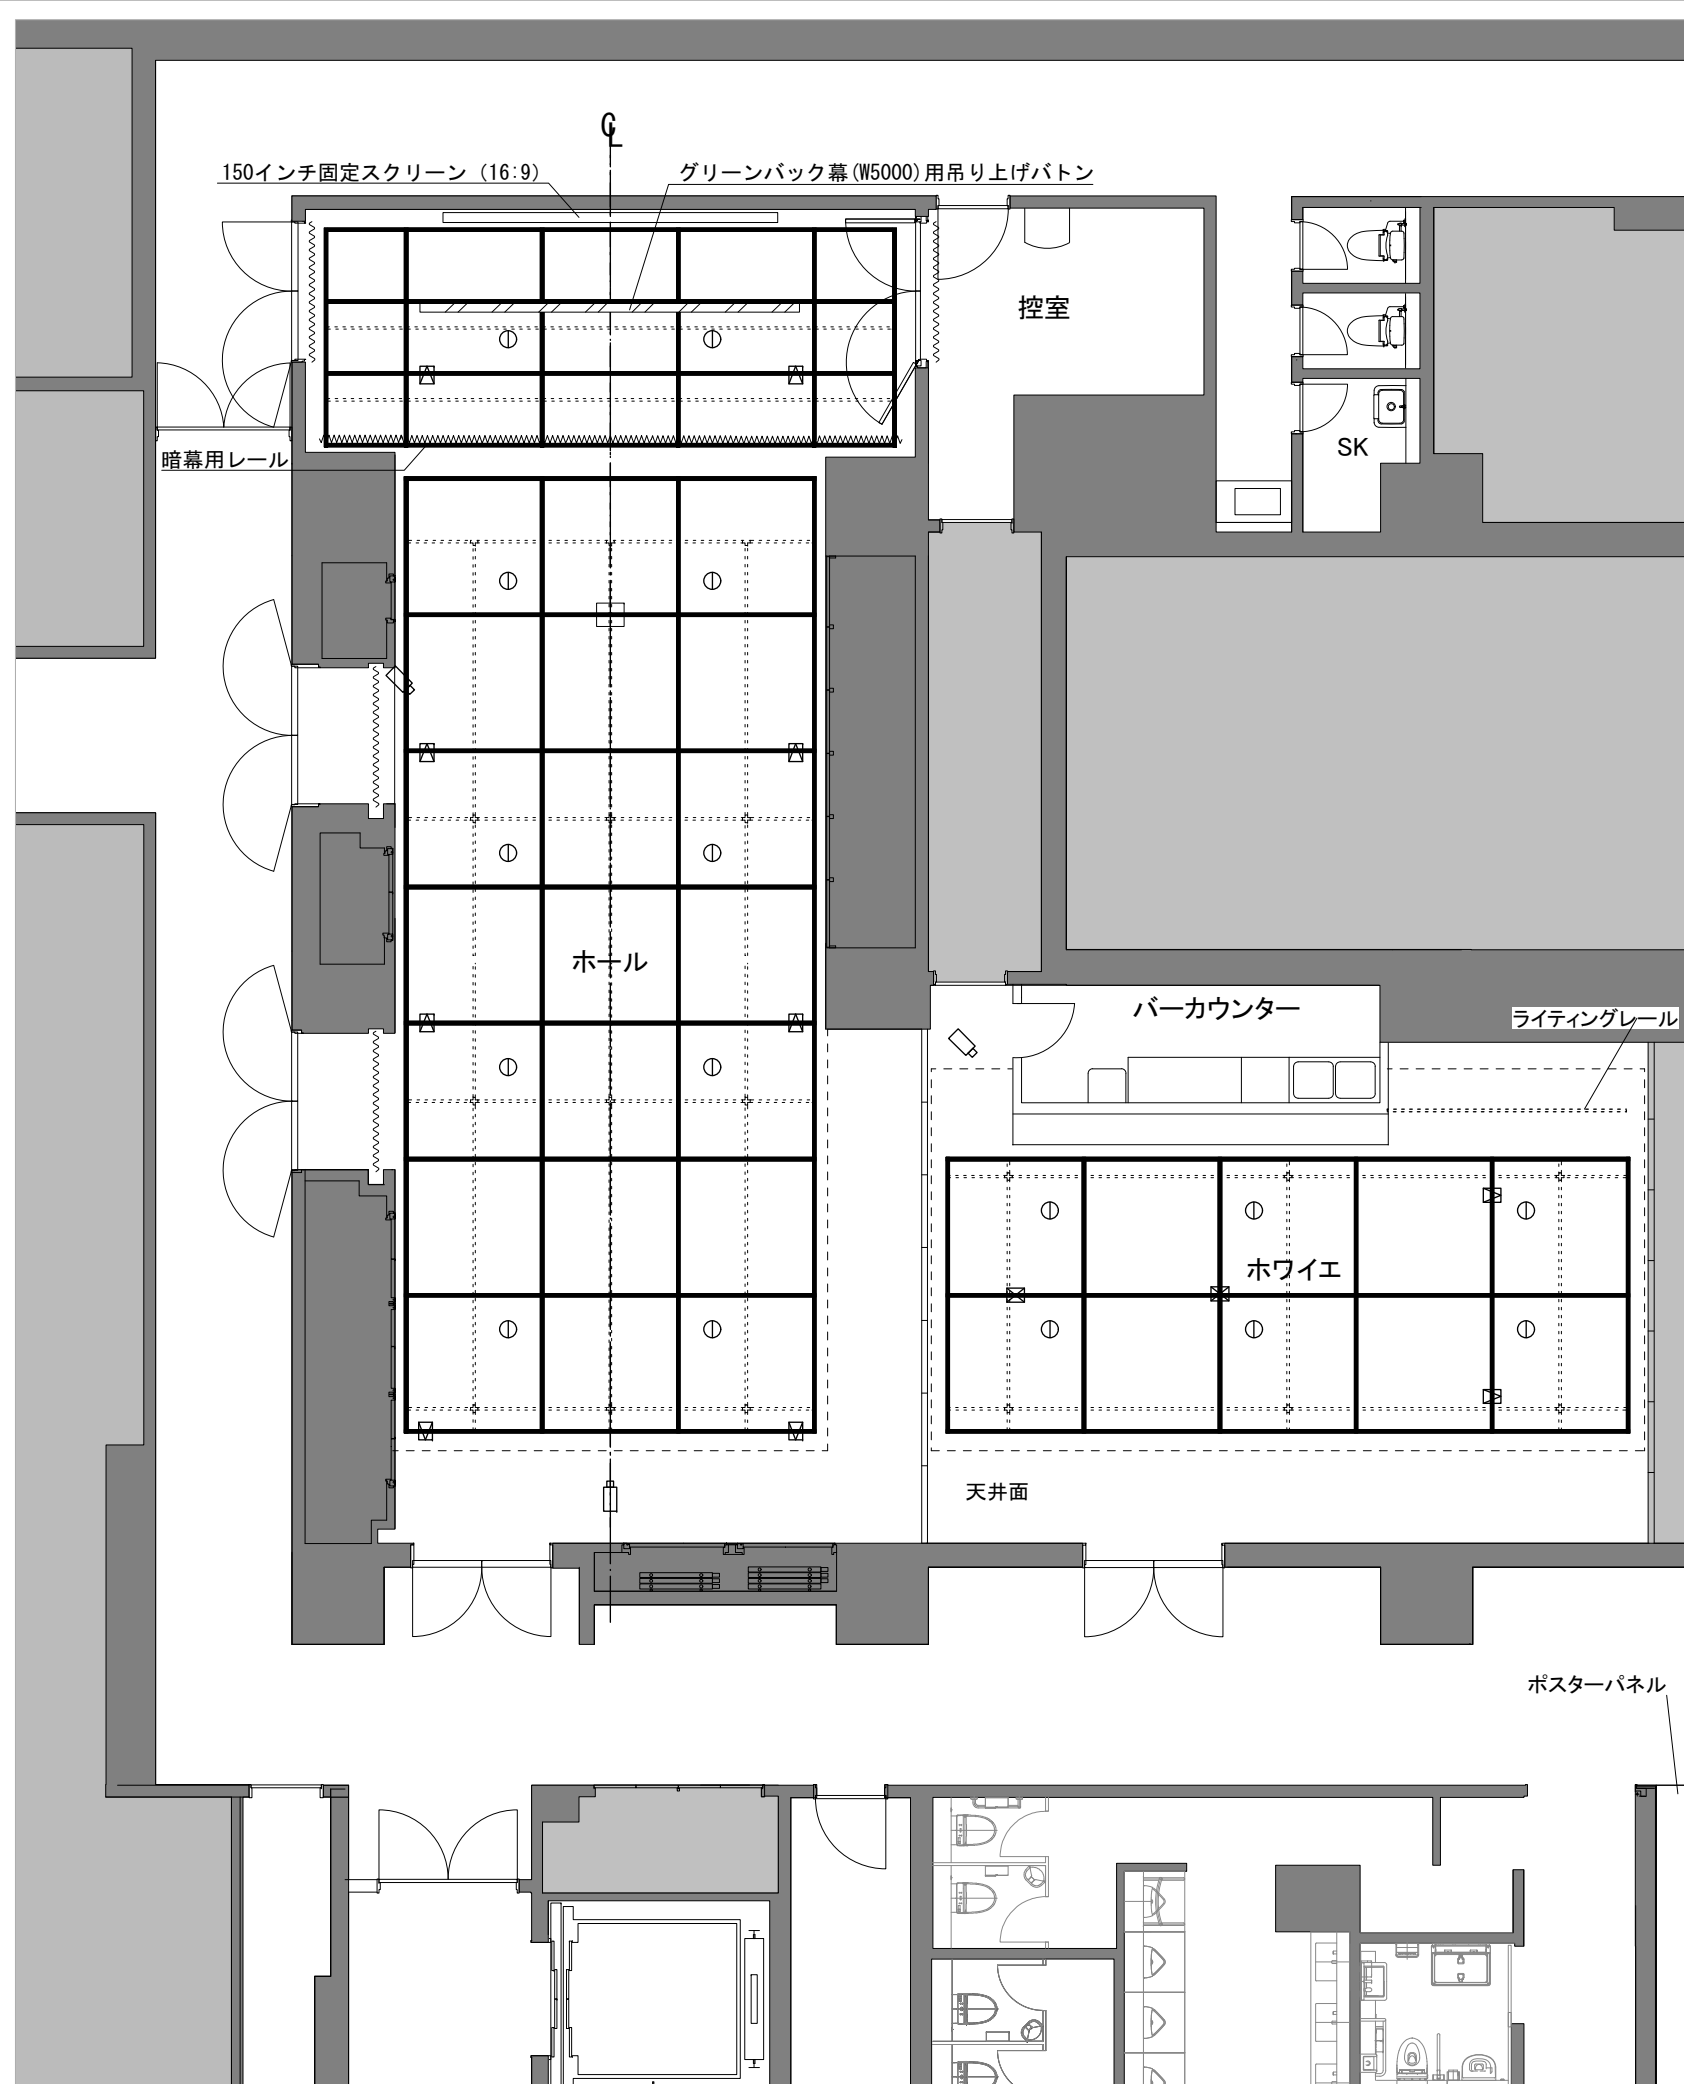 ℄
150インチ固定スクリーン (16:9)
グリーンバック幕(W5000)用吊り上げバトン
控室
SK
暗幕用レール
ホール
バーカウンター
ライティングレール
ホワイエ
天井面
ポスターパネル